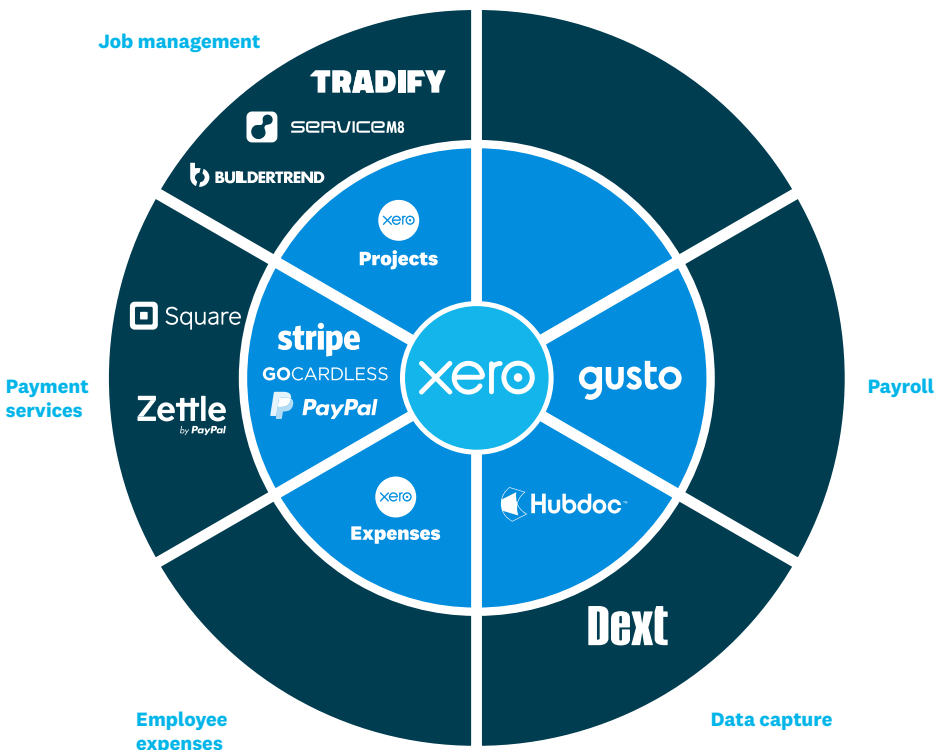 Job management
TRADIFY
SERVICEM8
BUILDERTREND
xero
Projects
Square
stripe
GOCARDLESS
PayPal
xero
gusto
Payment
services
Zettle
by PayPal
Payroll
xero
Expenses
Hubdoc™
Dext
Employee
expenses
Data capture